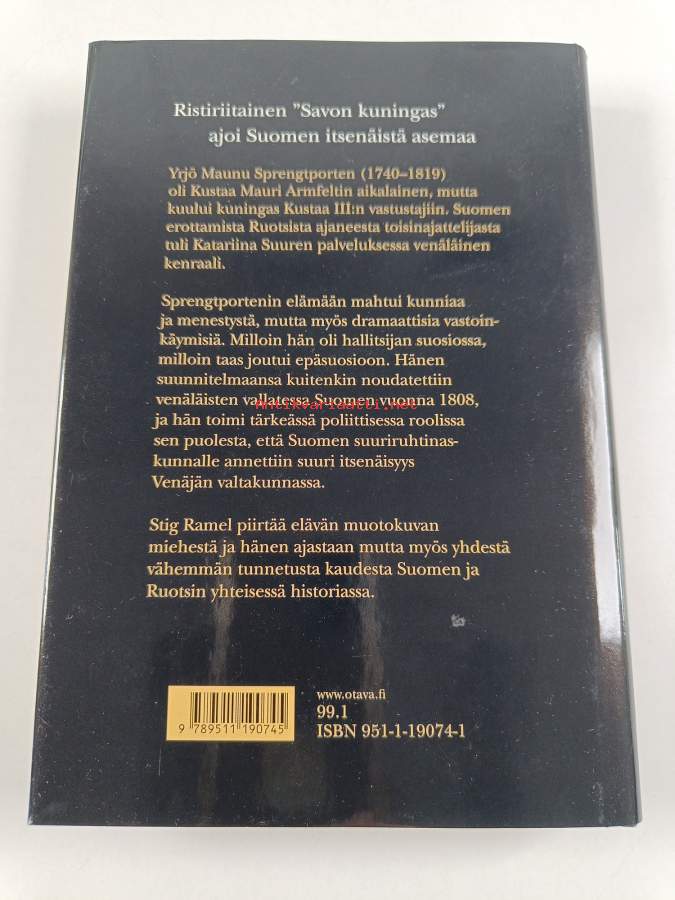 Ristiriitainen ”Savon kuningas”
ajoi Suomen itsenäistä asemaa
Yrjö Maunu Sprengtporten (1740–1819)
oli Kustaa Mauri Armfeltin aikalainen, mutta
kuului kuningas Kustaa III:n vastustajiin. Suomen
erottamista Ruotsista ajaneesta toisinajattelijasta
tuli Katariina Suuren palveluksessa venäläinen
kenraali.
Sprengtportenin elämään mahtui kunniaa
ja menestystä, mutta myös dramaattisia vastoin-
käymisiä. Milloin hän oli hallitsijan suosiossa,
milloin taas joutui epäsuosioon. Hänen
suunnitelmaansa kuitenkin noudatettiin
venäläisten vallatessa Suomen vuonna 1808,
Antikvariaatti.net
ja hän toimi tärkeässä poliittisessa roolissa
sen puolesta, että Suomen suuriruhtinas-
kunnalle annettiin suuri itsenäisyys
Venäjän valtakunnassa.
Stig Ramel piirtää elävän muotokuvan
miehestä ja hänen ajastaan mutta myös yhdestä
vähemmän tunnetusta kaudesta Suomen ja
Ruotsin yhteisessä historiassa.
www.otava.fi
99.1
ISBN 951-1-19074-1
9 789511 190745